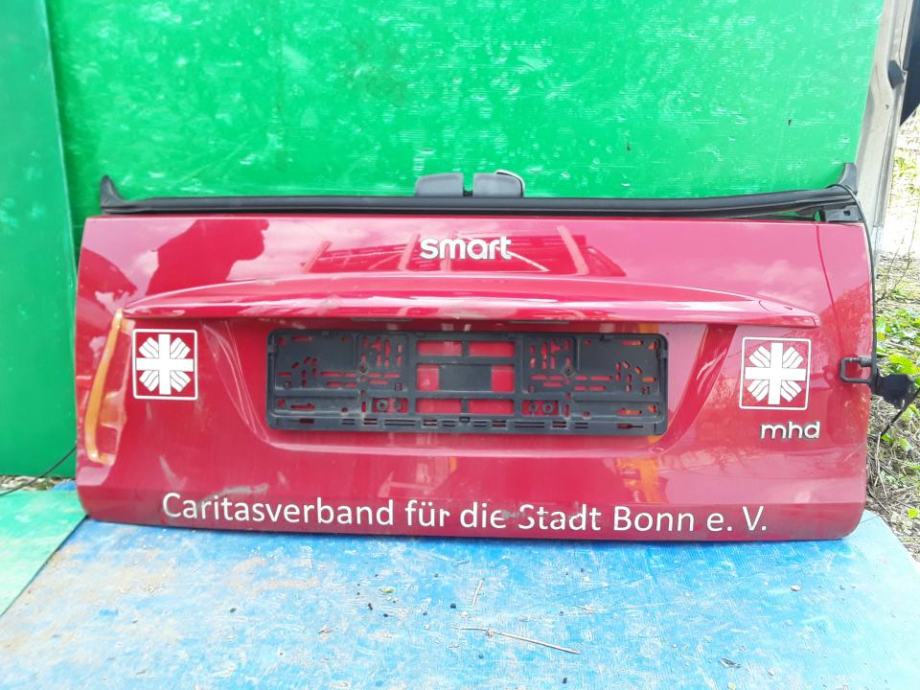 smart
mhd
Caritasverband für die Stadt Bonn e. V.